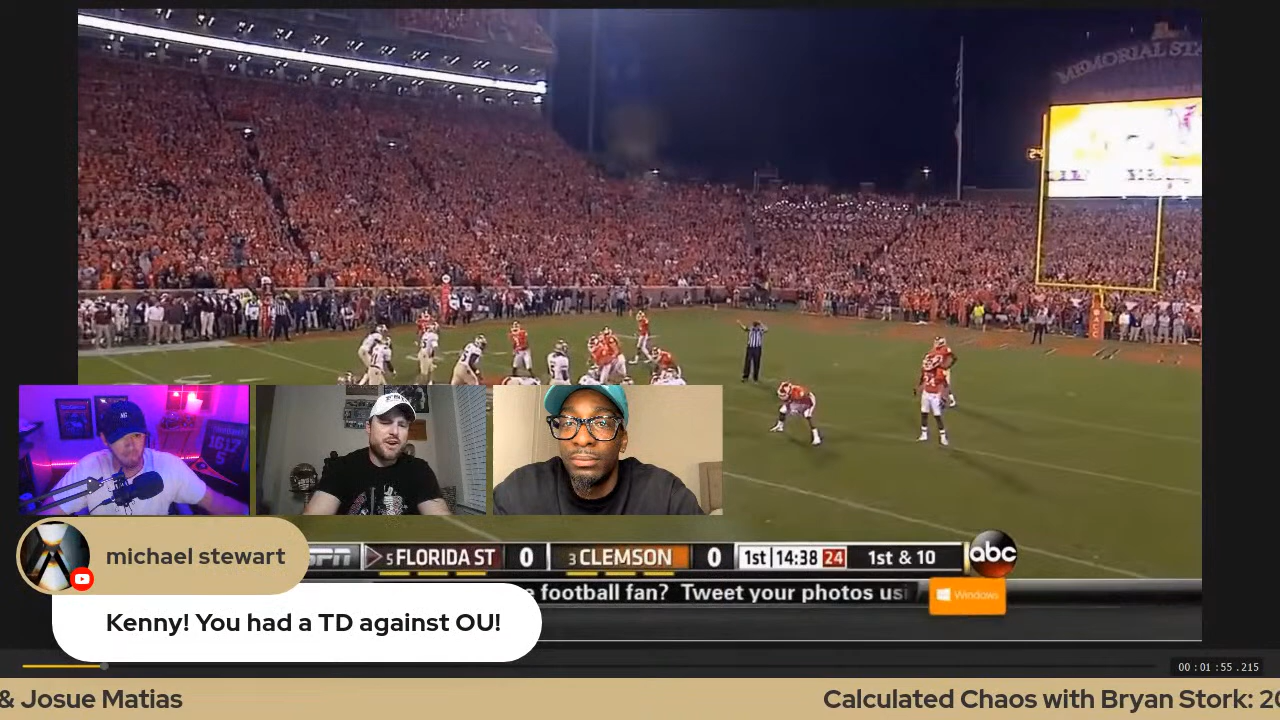 MEMORIAL STA
24
michael stewart
Kenny! You had a TD against OU!
5 FLORIDA ST 0 3 CLEMSON 0 1st 14:38 24 1st & 10
abc
e football fan? Tweet your photos usi
Windows
00:01:55.215
& Josue Matias
Calculated Chaos with Bryan Stork: 20